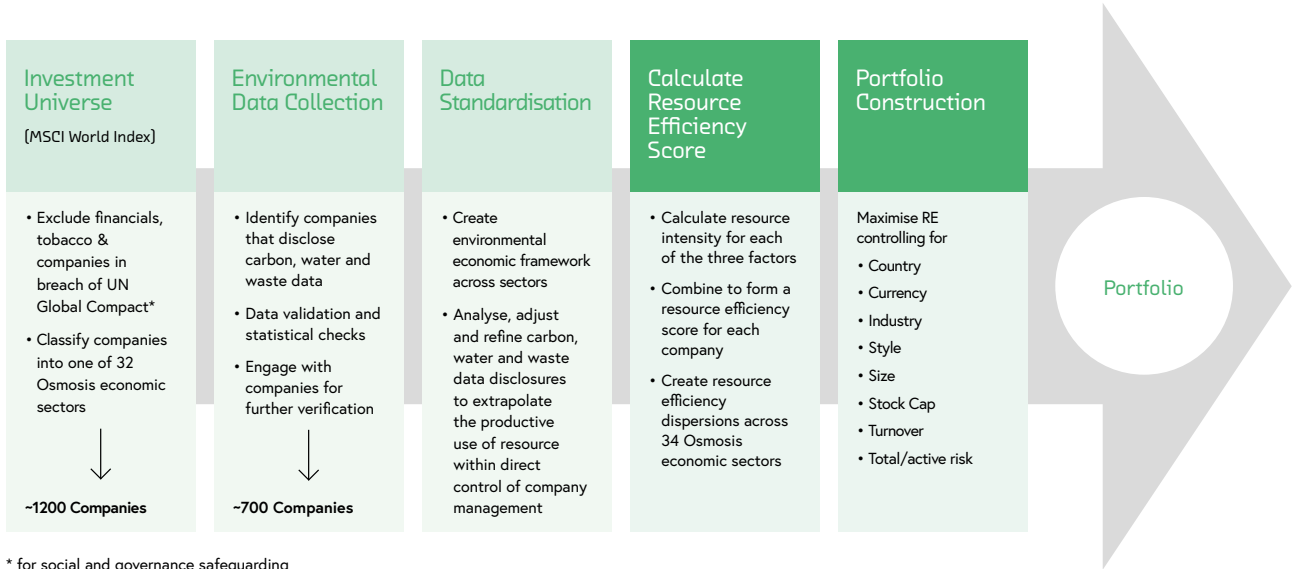 Investment
Universe
(MSCI World Index)
• Exclude financials,
tobacco &
companies in
breach of UN
Global Compact*
• Classify companies
into one of 32
Osmosis economic
sectors
~1200 Companies
Environmental
Data Collection
• Identify companies
that disclose
carbon, water and
waste data
• Data validation and
statistical checks
• Engage with
companies for
further verification
~700 Companies
Data
Standardisation
• Create
environmental
economic framework
across sectors
• Analyse, adjust
and refine carbon,
water and waste
data disclosures
to extrapolate
the productive
use of resource
within direct
control of company
management
Calculate
Resource
Efficiency
Score
• Calculate resource
intensity for each
of the three factors
• Combine to form a
resource efficiency
score for each
company
• Create resource
efficiency
dispersions across
34 Osmosis
economic sectors
Portfolio
Construction
Maximise RE
controlling for
• Country
• Currency
• Industry
• Style
• Size
• Stock Cap
• Turnover
• Total/active risk
Portfolio
* for social and governance safeguarding